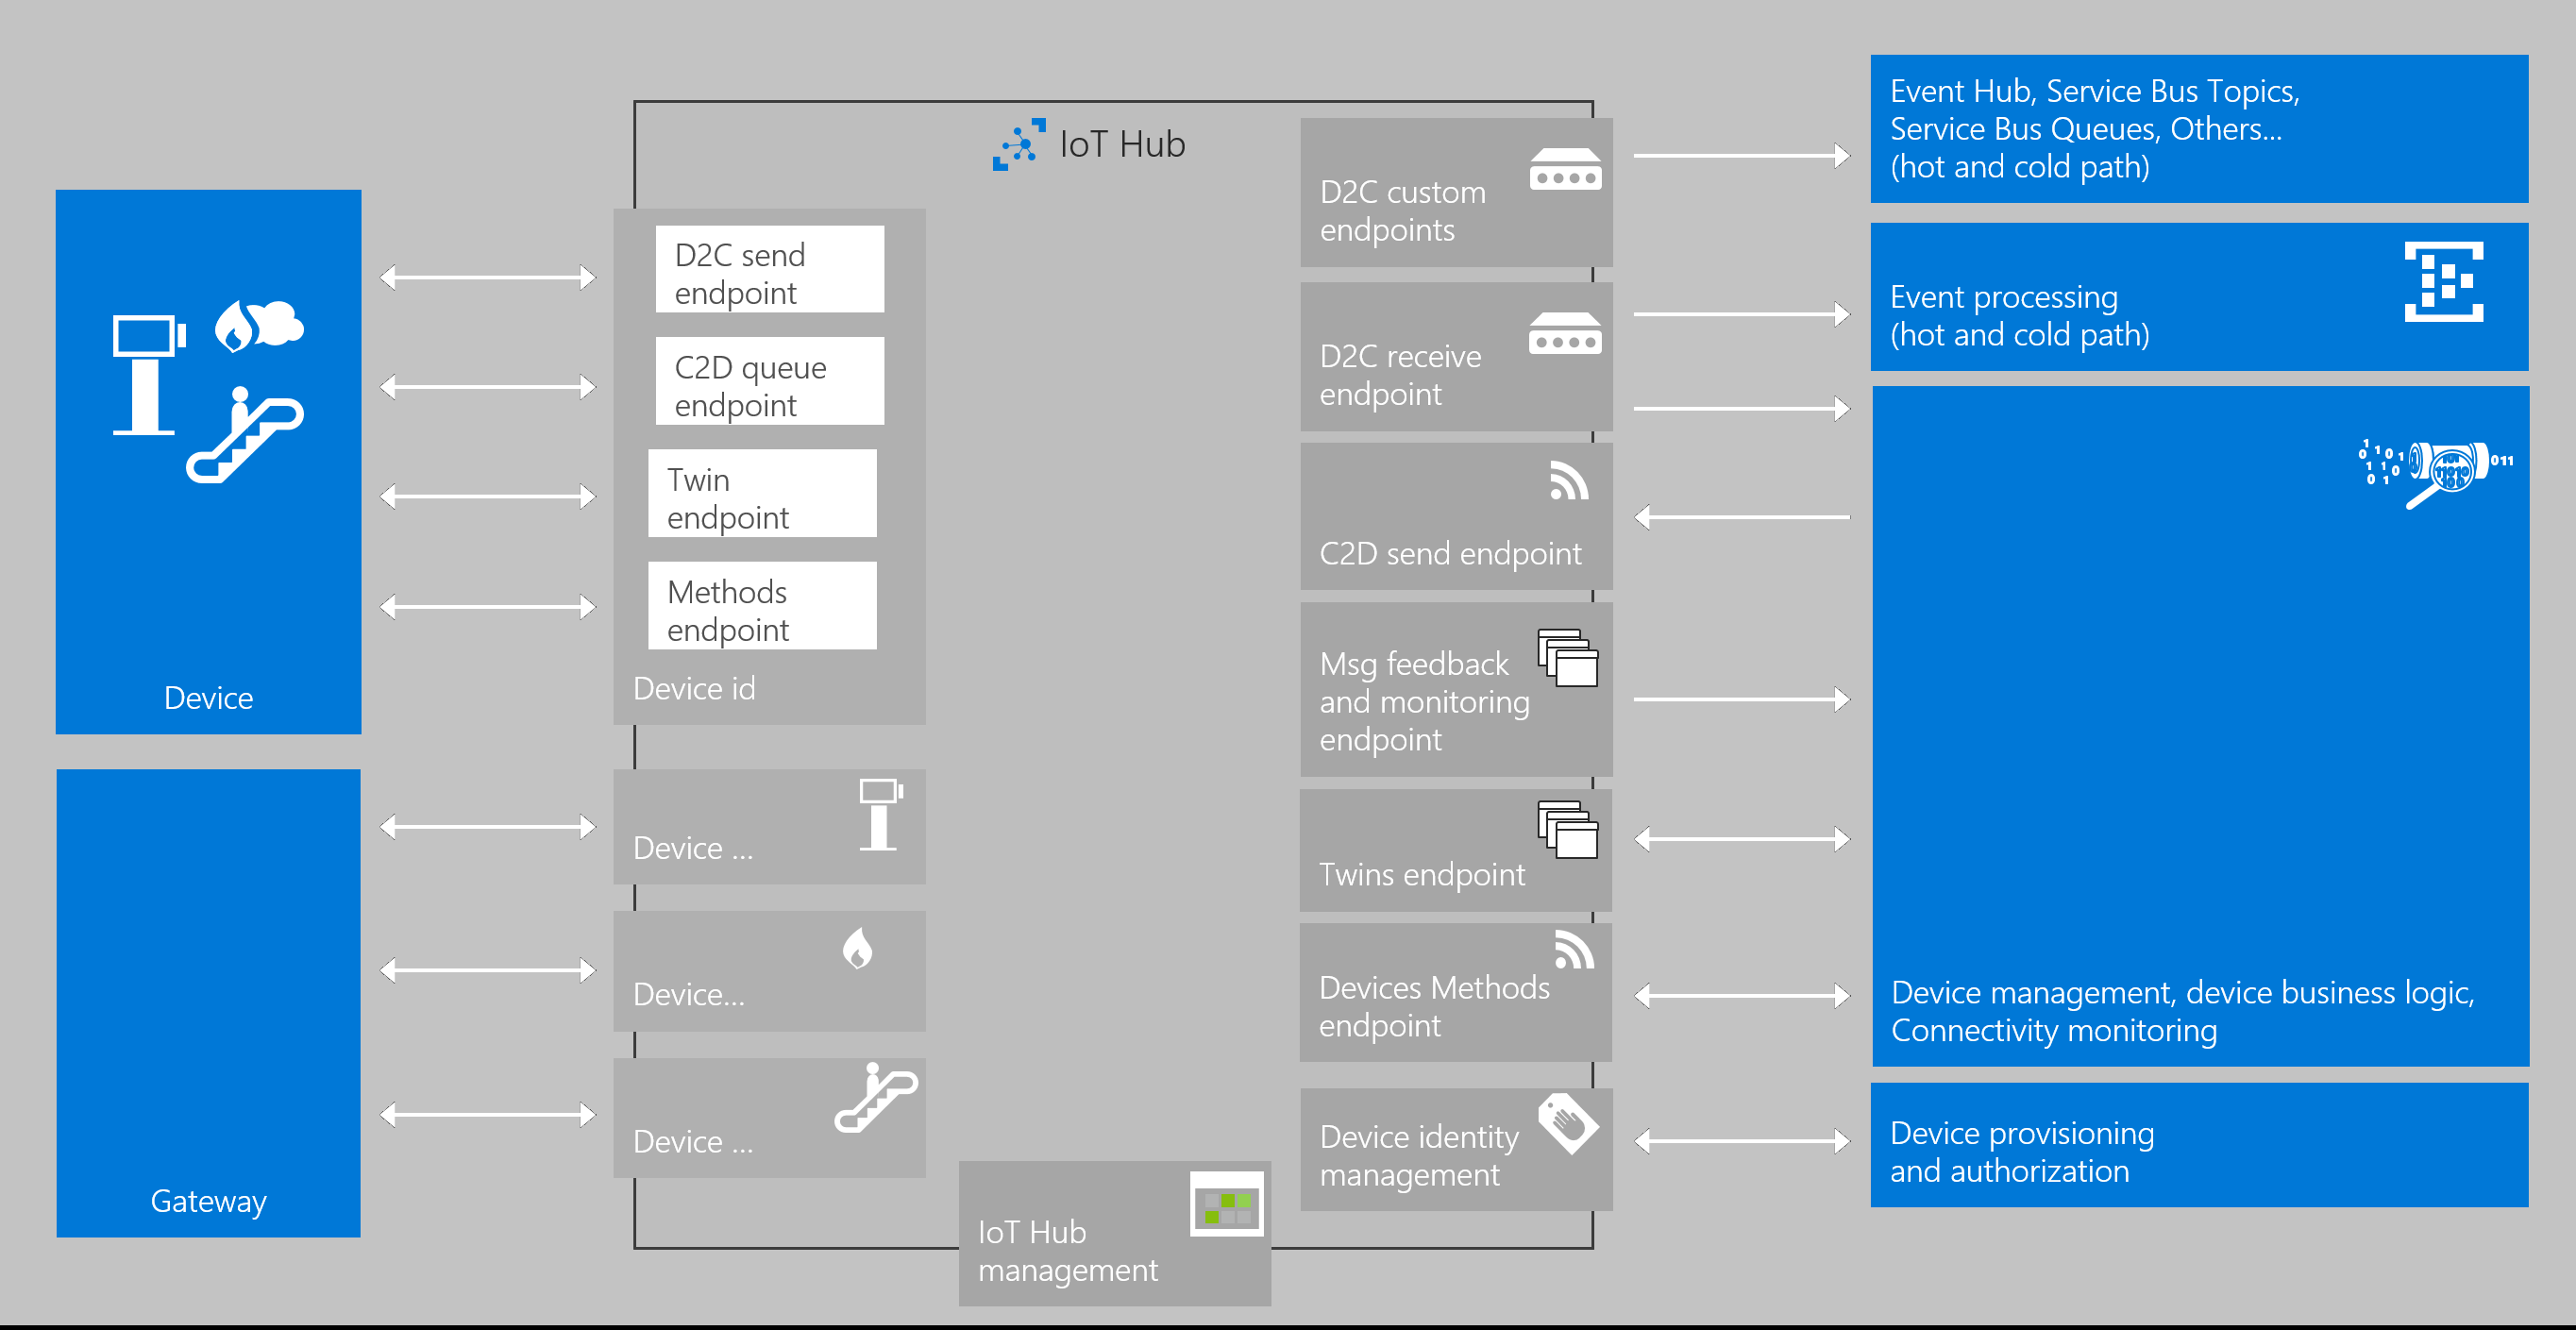 IoT Hub
Device
D2C send
endpoint
C2D queue
endpoint
Twin
endpoint
Methods
endpoint
Device id
Gateway
Device ...
Device...
Device ...
IoT Hub
management
D2C custom
endpoints
D2C receive
endpoint
C2D send endpoint
Msg feedback
and monitoring
endpoint
Twins endpoint
Devices Methods
endpoint
Device identity
management
Event Hub, Service Bus Topics,
Service Bus Queues, Others...
(hot and cold path)
Event processing
(hot and cold path)
011
Device management, device business logic,
Connectivity monitoring
Device provisioning
and authorization